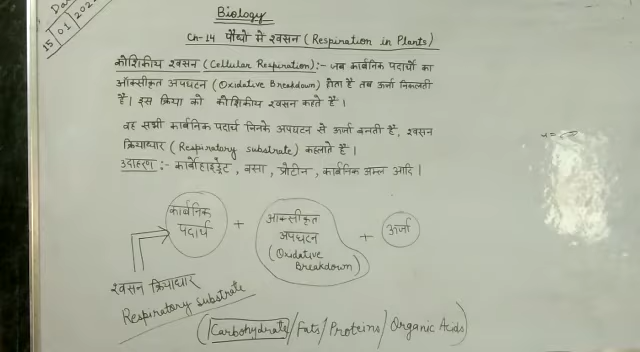 Biology
15/01/202
Ch-14 पौधों में श्वसन (Respiration in Plants)
कोशिकीय श्वसन (Cellular Respiration):- जब कार्बनिक पदार्थों का
ऑक्सीकृत अपघटन (Oxidative Breakdown) होता है तब ऊर्जा निकलती
है। इस क्रिया को कोशिकीय श्वसन कहते हैं।
वह सभी कार्बनिक पदार्थ जिनके अपघटन से ऊर्जा बनती है, श्वसन
क्रियाधार (Respiratory substrate) कहलाते हैं।
उदाहरण:- कार्बोहाइड्रेट, वसा, प्रोटीन, कार्बनिक अम्ल आदि।
कार्बनिक
पदार्थ
+
ऑक्सीकृत
अपघटन
(Oxidative
Breakdown)
+
ऊर्जा
श्वसन क्रियाधार
Respiratory substrate
(Carbohydrate/Fats/Proteins/Organic Acids)